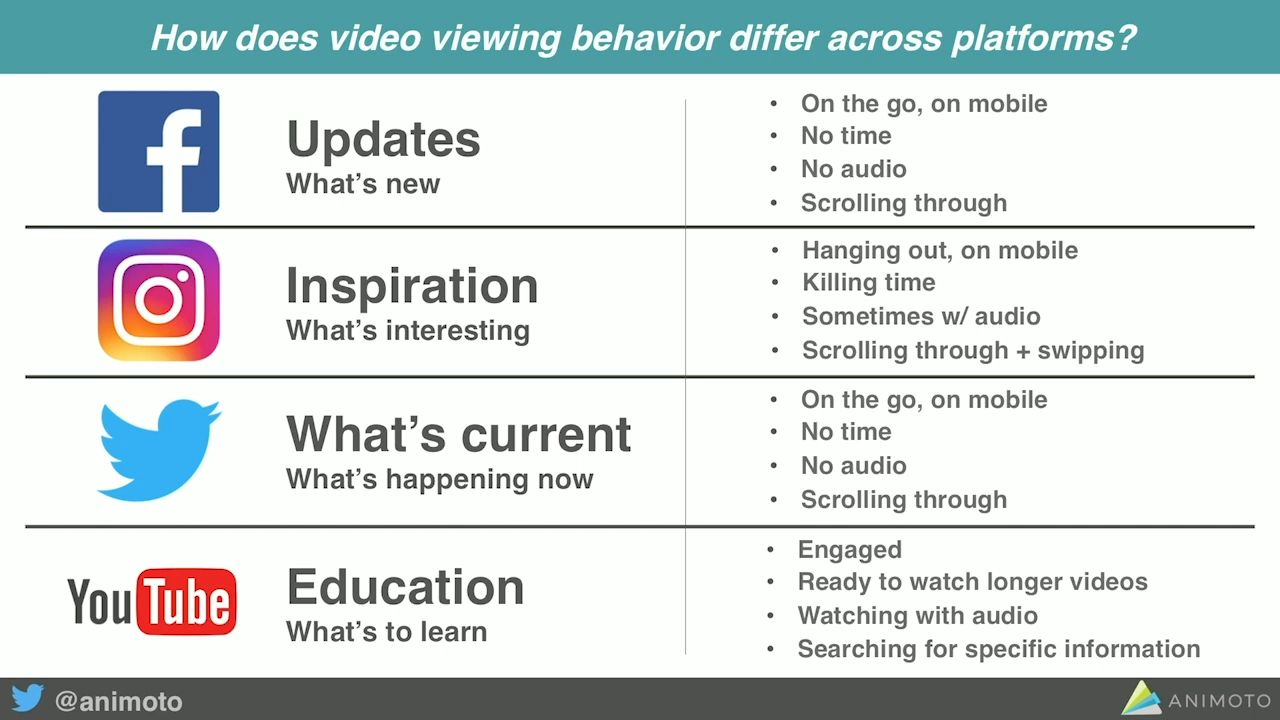 How does video viewing behavior differ across platforms?
Updates
What's new
• On the go, on mobile
• No time
• No audio
• Scrolling through
Inspiration
What's interesting
• Hanging out, on mobile
• Killing time
• Sometimes w/ audio
• Scrolling through + swipping
What's current
What's happening now
• On the go, on mobile
• No time
• No audio
• Scrolling through
YouTube
Education
What's to learn
• Engaged
• Ready to watch longer videos
• Watching with audio
• Searching for specific information
@animoto
ANIMOTO